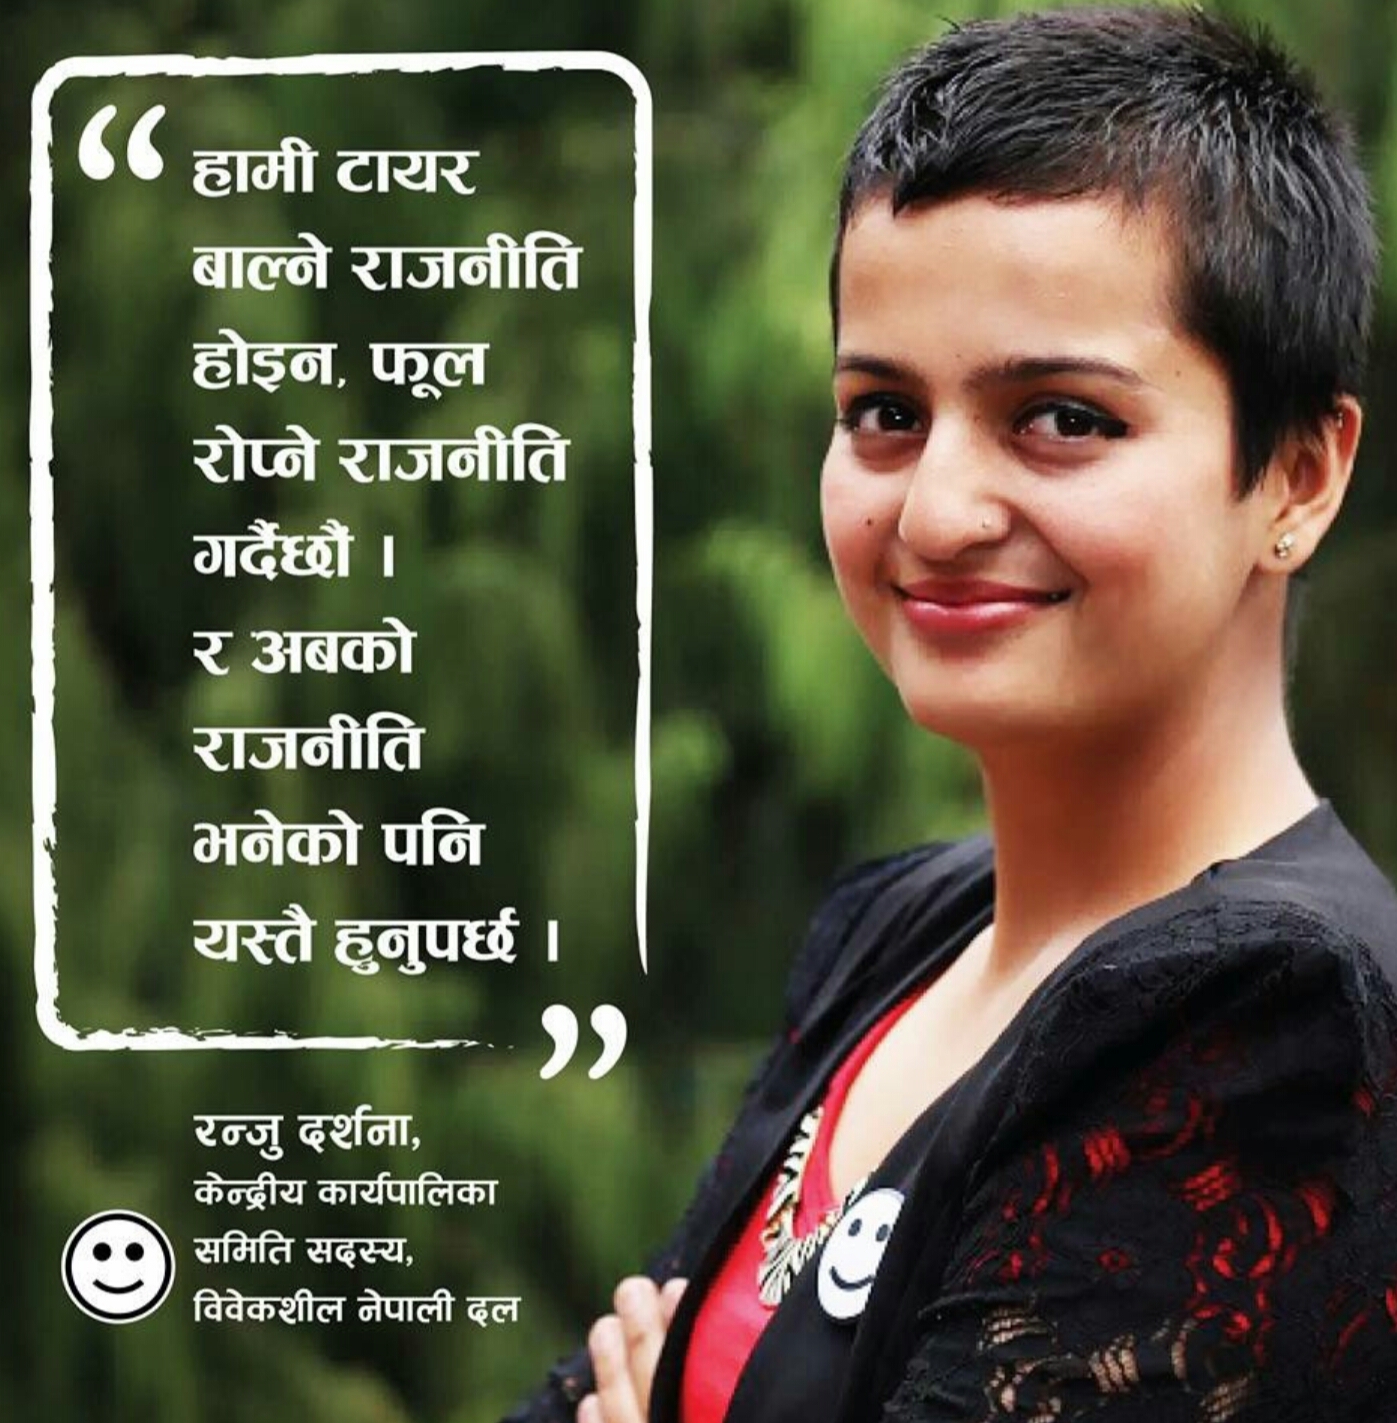 “ हामी टायर
बाल्ने राजनीति
होइन, फूल
रोप्ने राजनीति
गर्दैछौं ।
र अबको
राजनीति
भनेको पनि
यस्तै हुनुपर्छ ।
”
रन्जु दर्शना,
केन्द्रीय कार्यपालिका
समिति सदस्य,
विवेकशील नेपाली दल